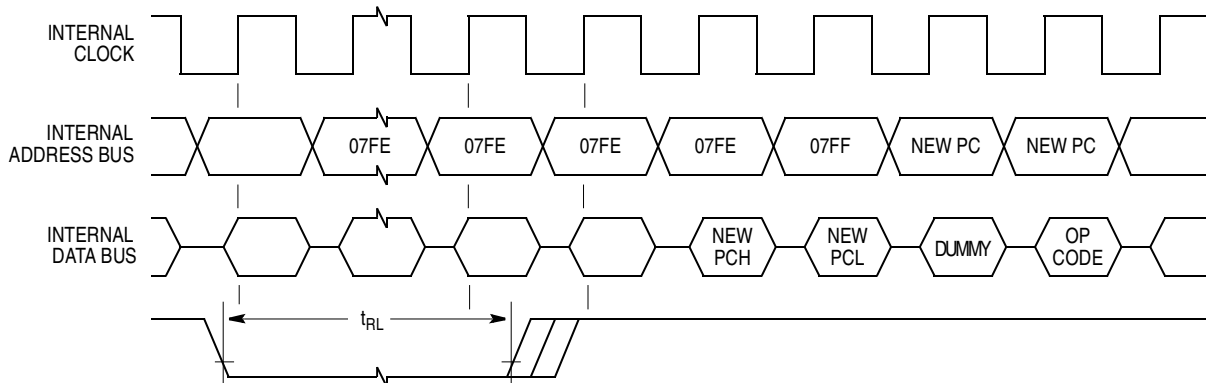 INTERNAL
CLOCK
INTERNAL
ADDRESS BUS
07FE
07FE
07FE
07FE
07FF
NEW PC
NEW PC
INTERNAL
DATA BUS
NEW
PCH
NEW
PCL
DUMMY
OP
CODE
tRL